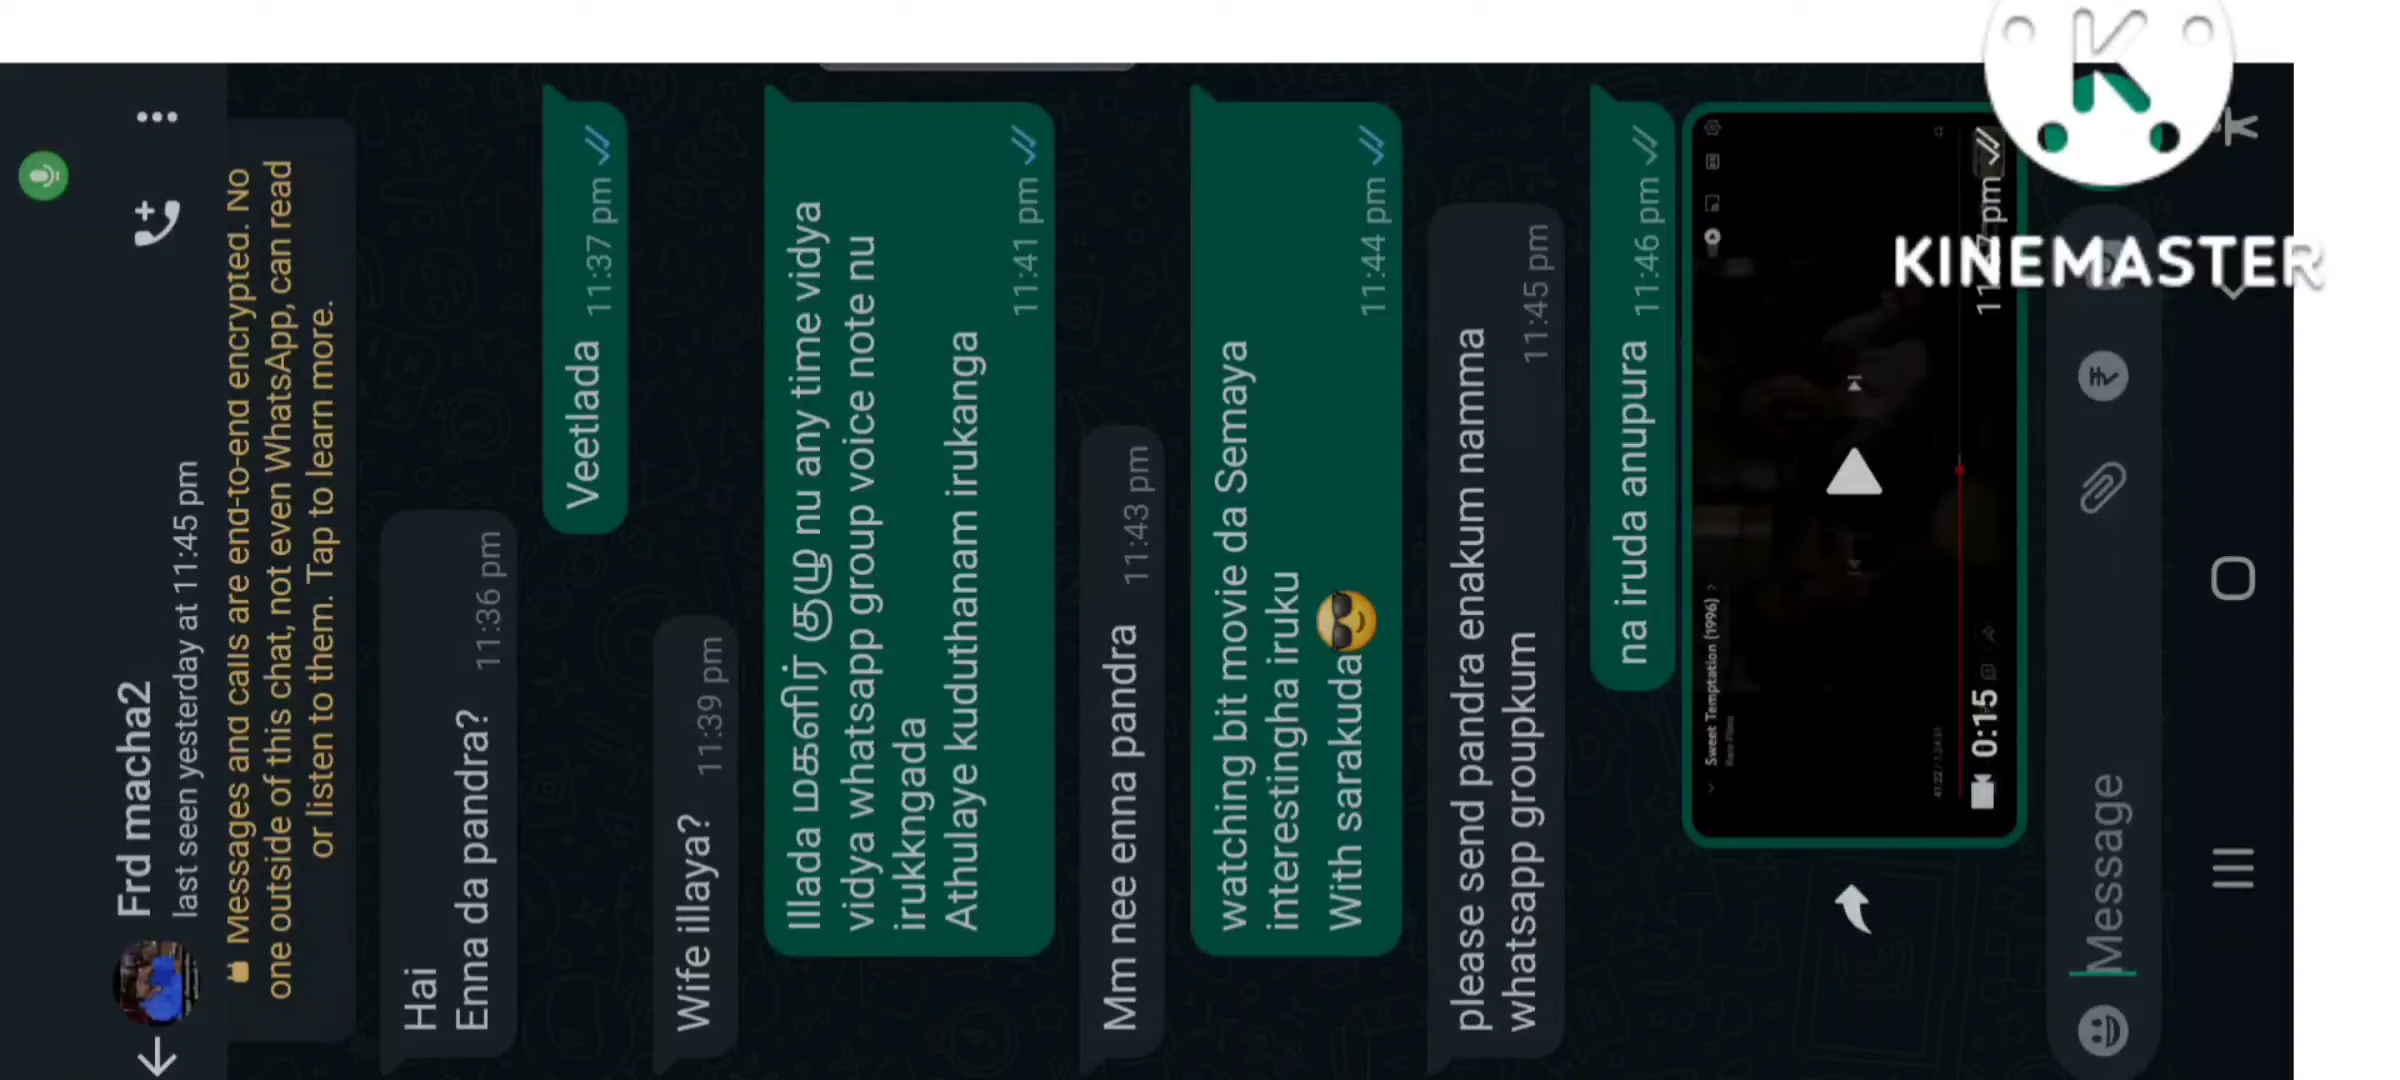 Frd macha2
last seen yesterday at 11:45 pm
Messages and calls are end-to-end encrypted. No
one outside of this chat, not even WhatsApp, can read
or listen to them. Tap to learn more.
Hai
Enna da pandra?
11:36 pm
Veetlada 11:37 pm
Wife illaya? 11:39 pm
Illada மகளிர் குழு nu any time vidya
vidya whatsapp group voice note nu
irukkngada
Athulaye kuduthanam irukanga
11:41 pm
Mm nee enna pandra 11:43 pm
watching bit movie da Semaya
interestingha iruku
With sarakuda
11:44 pm
please send pandra enakum namma
whatsapp groupkum
11:45 pm
na iruda anupura 11:46 pm
Sweet Temptation (1996)
Rare Films
0:15
pm
Message
KINEMASTER